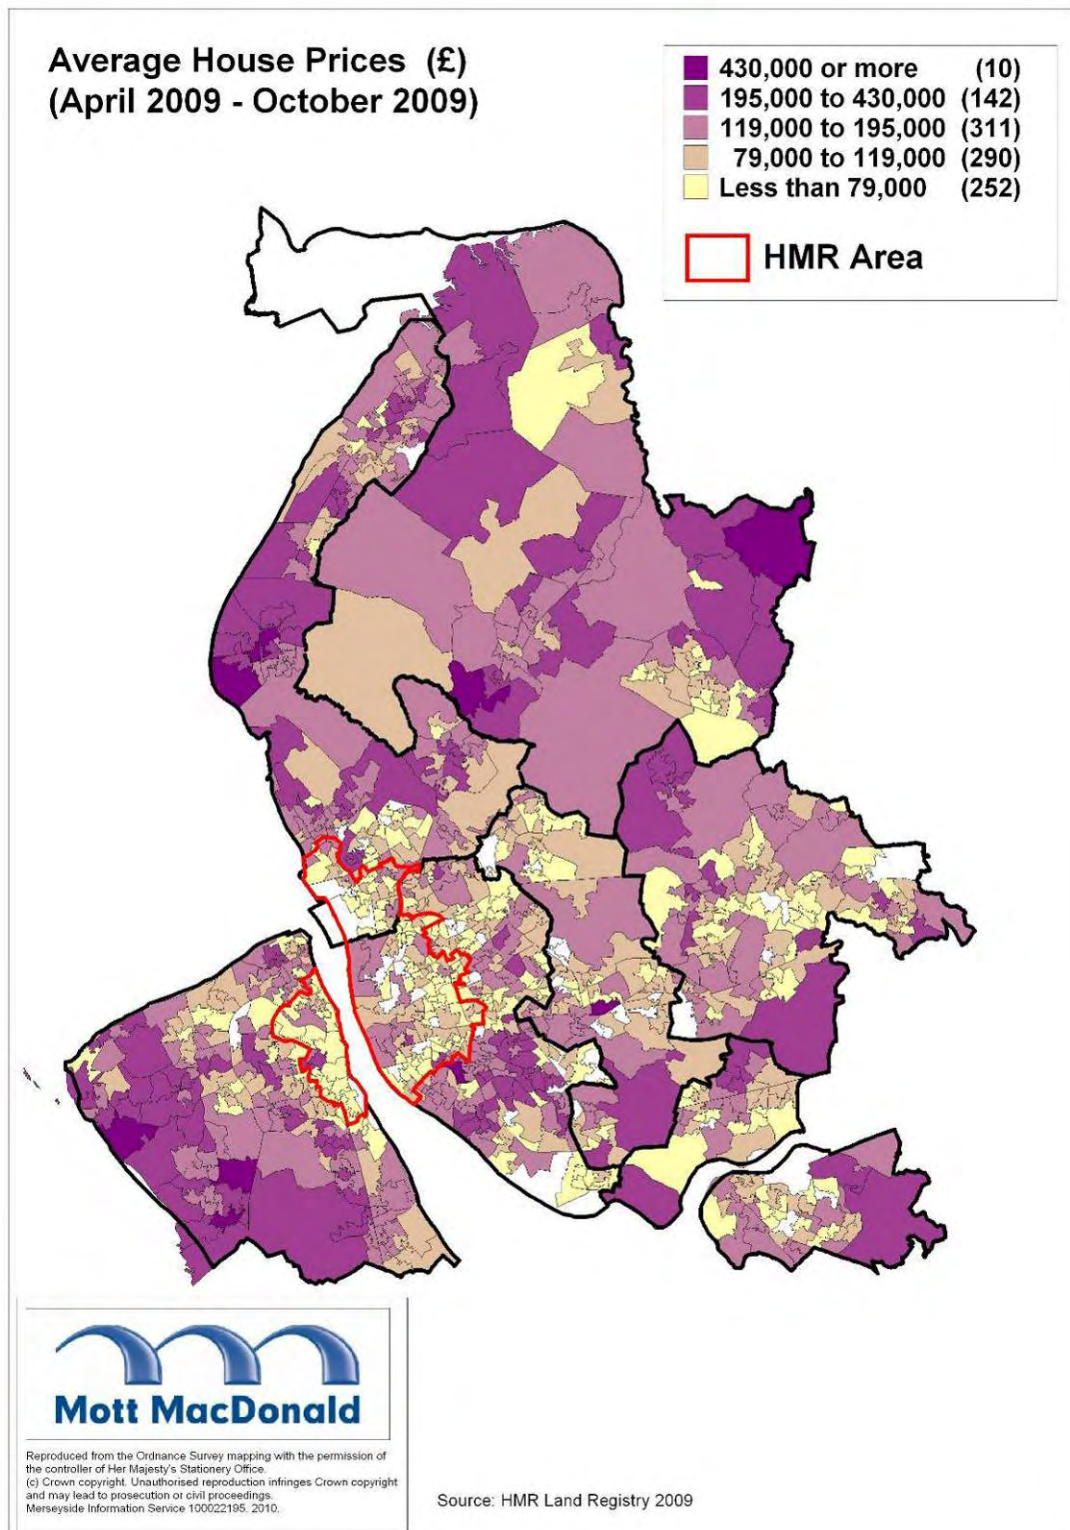 Average House Prices (£)
(April 2009 - October 2009)
430,000 or more (10)
195,000 to 430,000 (142)
119,000 to 195,000 (311)
79,000 to 119,000 (290)
Less than 79,000 (252)
HMR Area
Mott MacDonald
Reproduced from the Ordnance Survey mapping with the permission of
the controller of Her Majesty's Stationery Office.
(c) Crown copyright. Unauthorised reproduction infringes Crown copyright
and may lead to prosecution or civil proceedings.
Merseyside Information Service 100022195. 2010.
Source: HMR Land Registry 2009